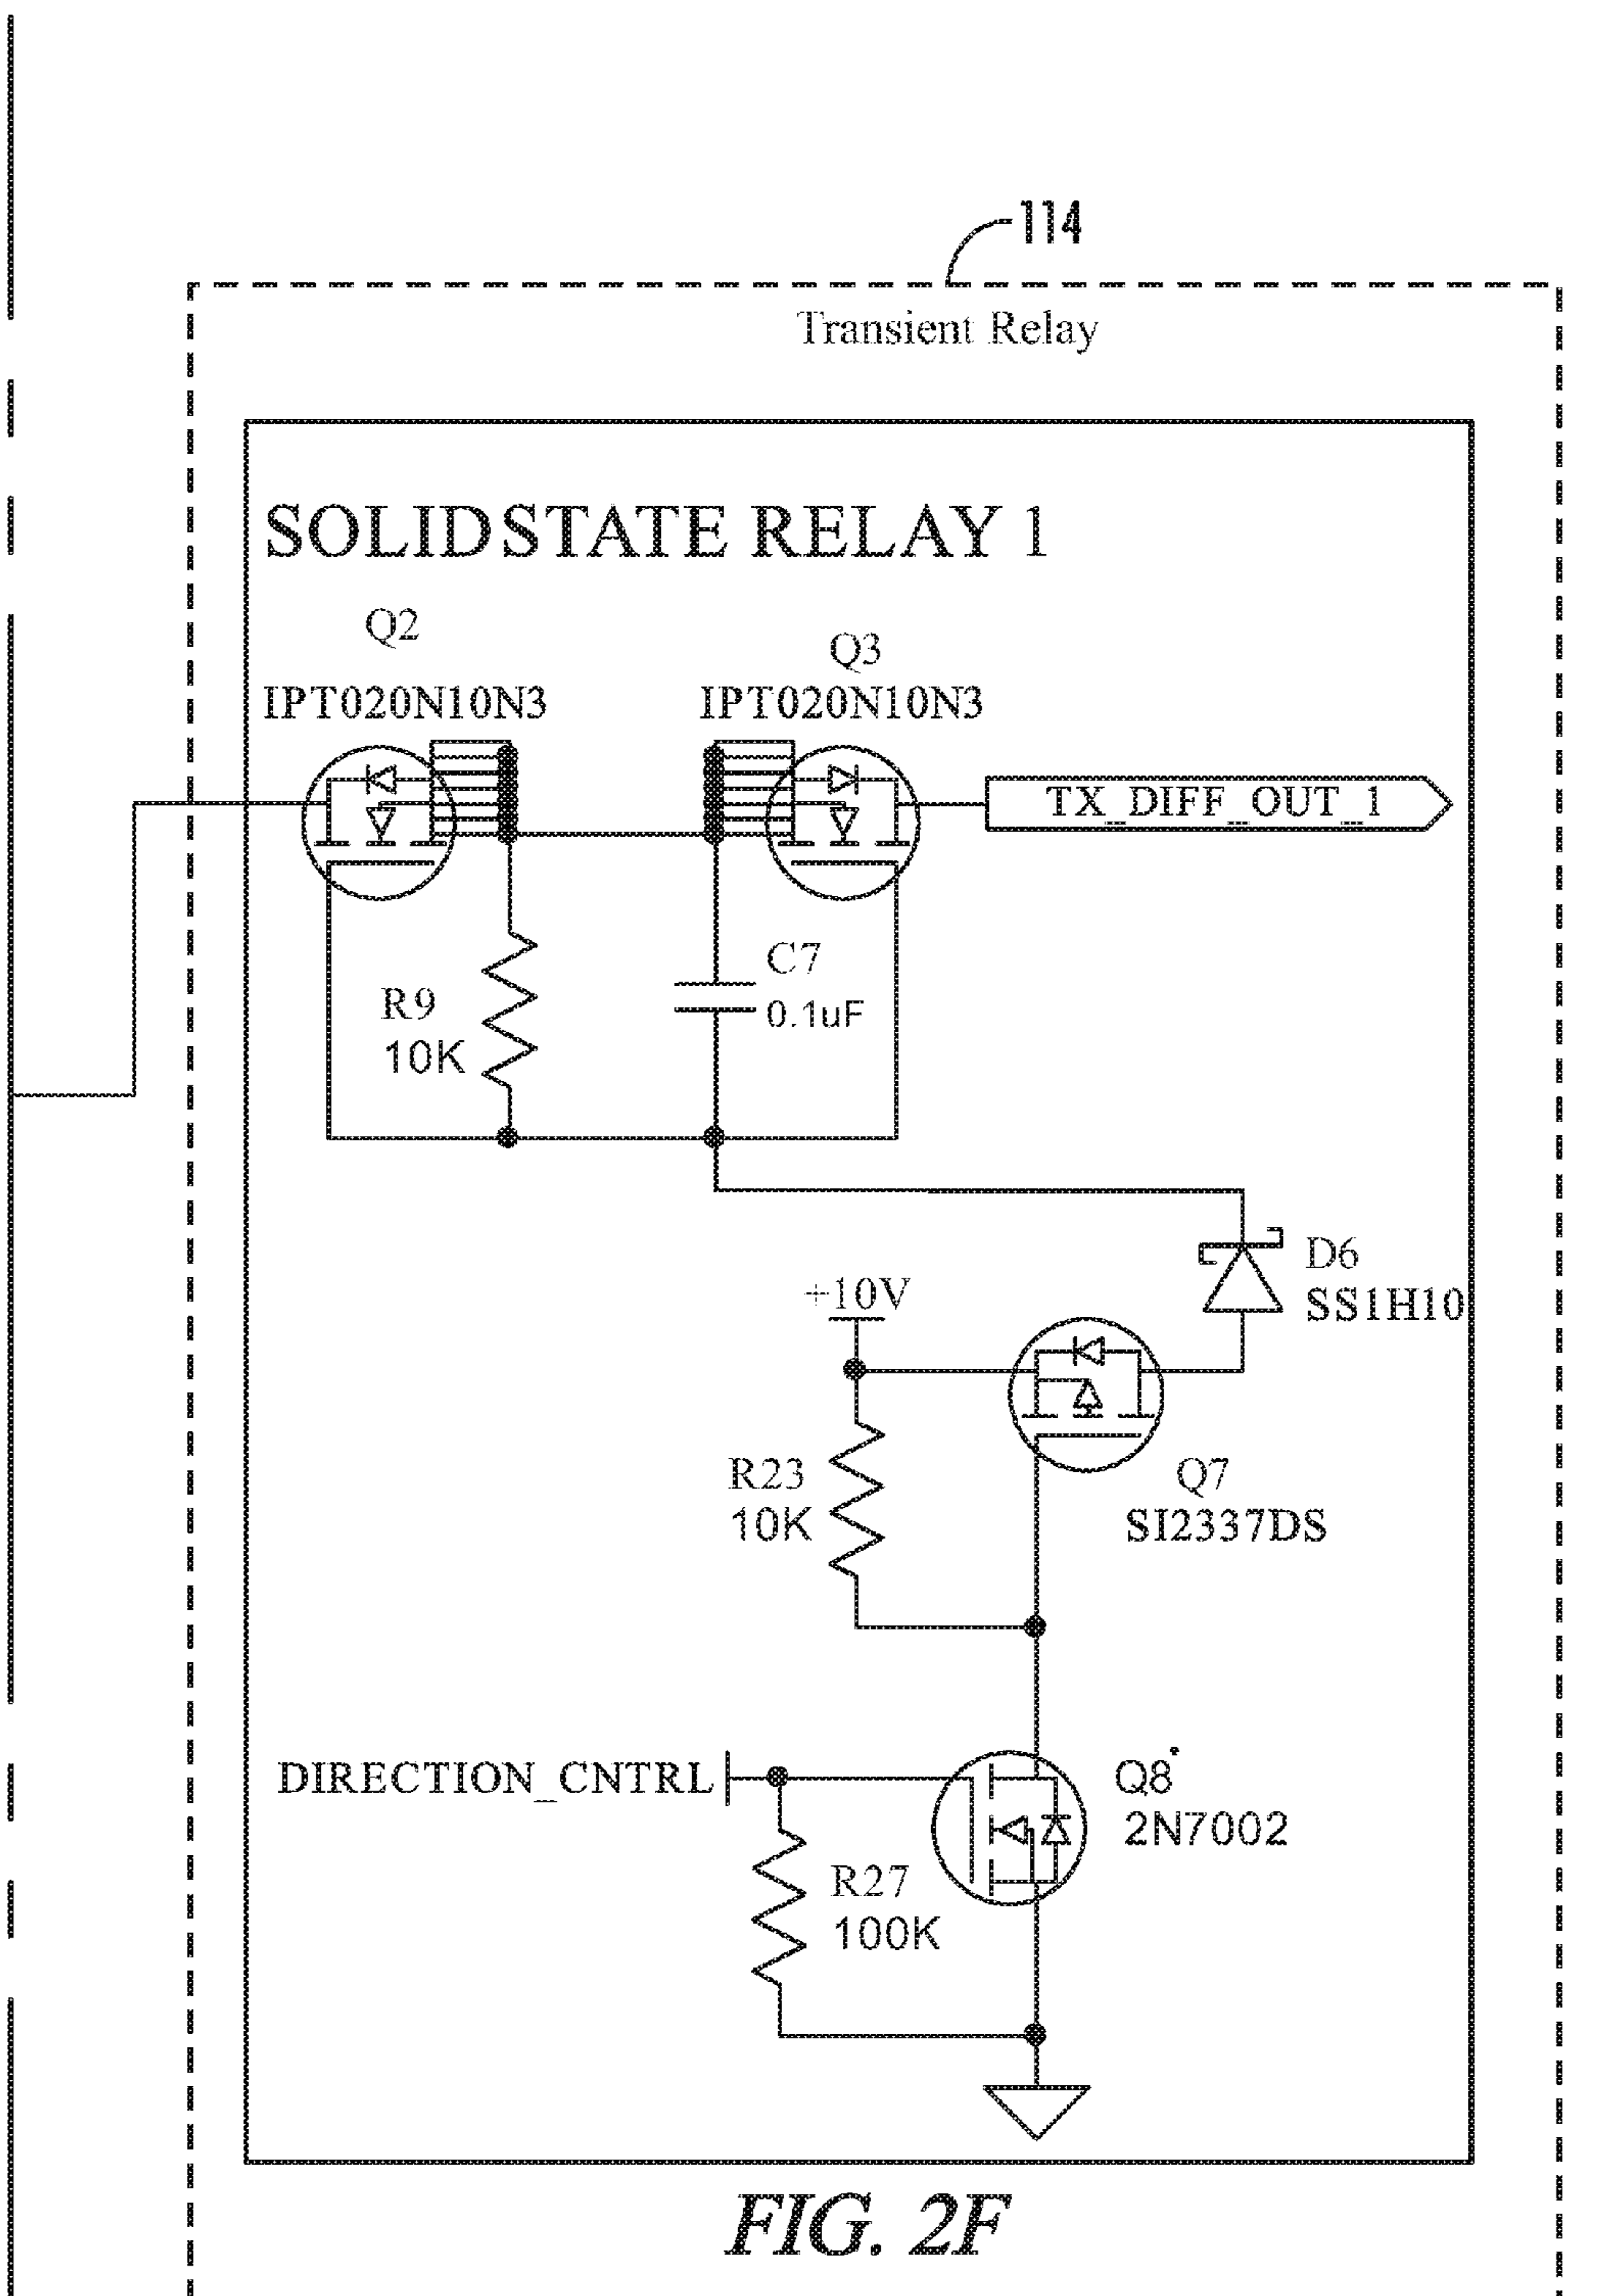 114
Transient Relay
SOLIDSTATE RELAY 1
Q2
IPT020N10N3
Q3
IPT020N10N3
TX_DIFF_OUT_1
R9
10K
C7
0.1uF
D6
SS1H10
+10V
R23
10K
Q7
SI2337DS
DIRECTION_CNTRL
Q8
2N7002
R27
100K
FIG. 2F